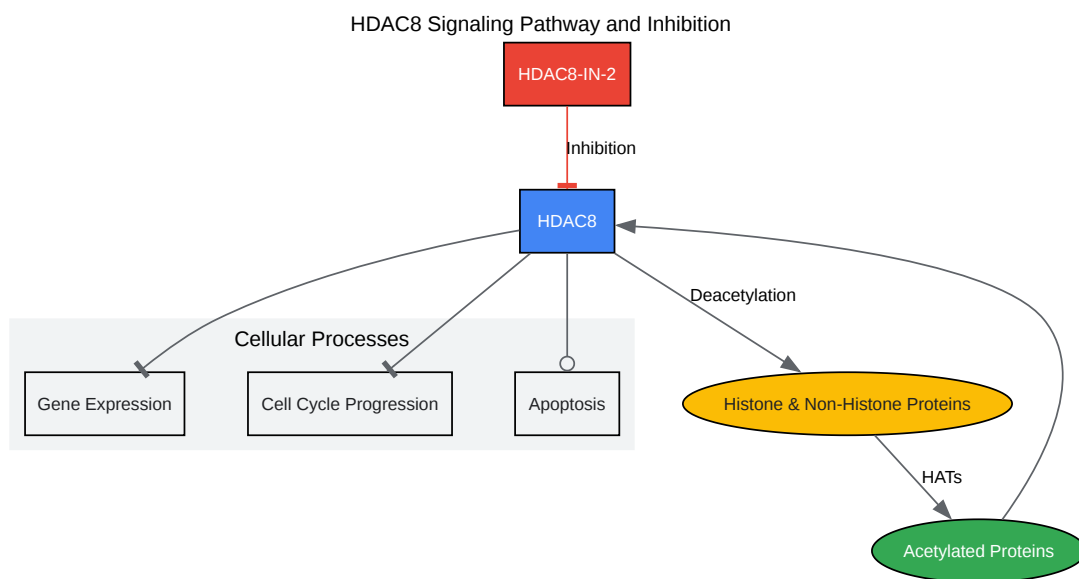 HDAC8 Signaling Pathway and Inhibition
HDAC8-IN-2
Inhibition
HDAC8
Deacetylation
Cellular Processes
Gene Expression
Cell Cycle Progression
Apoptosis
Histone & Non-Histone Proteins
HATs
Acetylated Proteins